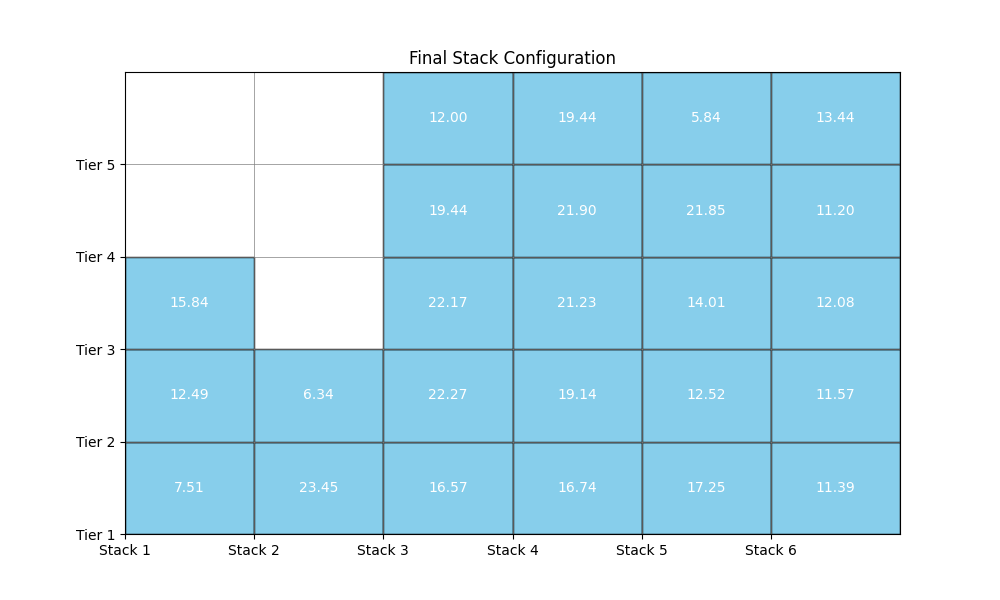 Final Stack Configuration
12.00 19.44 5.84 13.44
Tier 5
19.44 21.90 21.85 11.20
Tier 4
15.84 22.17 21.23 14.01 12.08
Tier 3
12.49 6.34 22.27 19.14 12.52 11.57
Tier 2
7.51 23.45 16.57 16.74 17.25 11.39
Tier 1
Stack 1 Stack 2 Stack 3 Stack 4 Stack 5 Stack 6